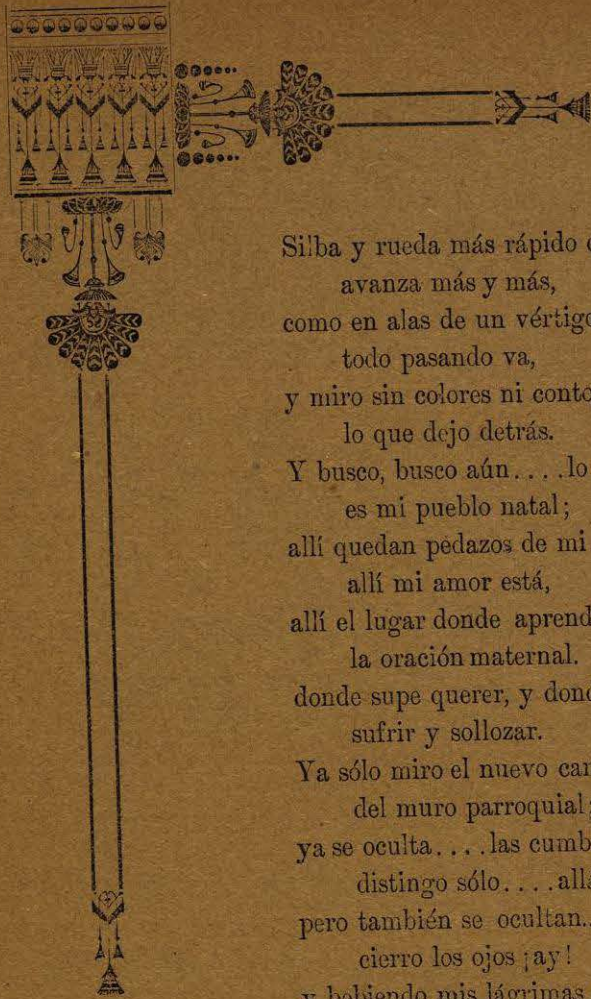 Silba y rueda más rápido
avanza más y más,
como en alas de un vértigo
todo pasando va,
y miro sin colores ni
lo que dejo detrás.
Y busco, busco aún....lo
es mi pueblo natal;
allí quedan pedazos de mi
allí mi amor está,
allí el lugar donde
la oración maternal.
donde supe querer, y
sufrir y sollozar.
Ya sólo miro el nuevo
del muro parroquial;
ya se oculta....las
distingo sólo....
pero también se ocultan..
cierro los ojos ¡ay!
y bebiendo mis lágrimas